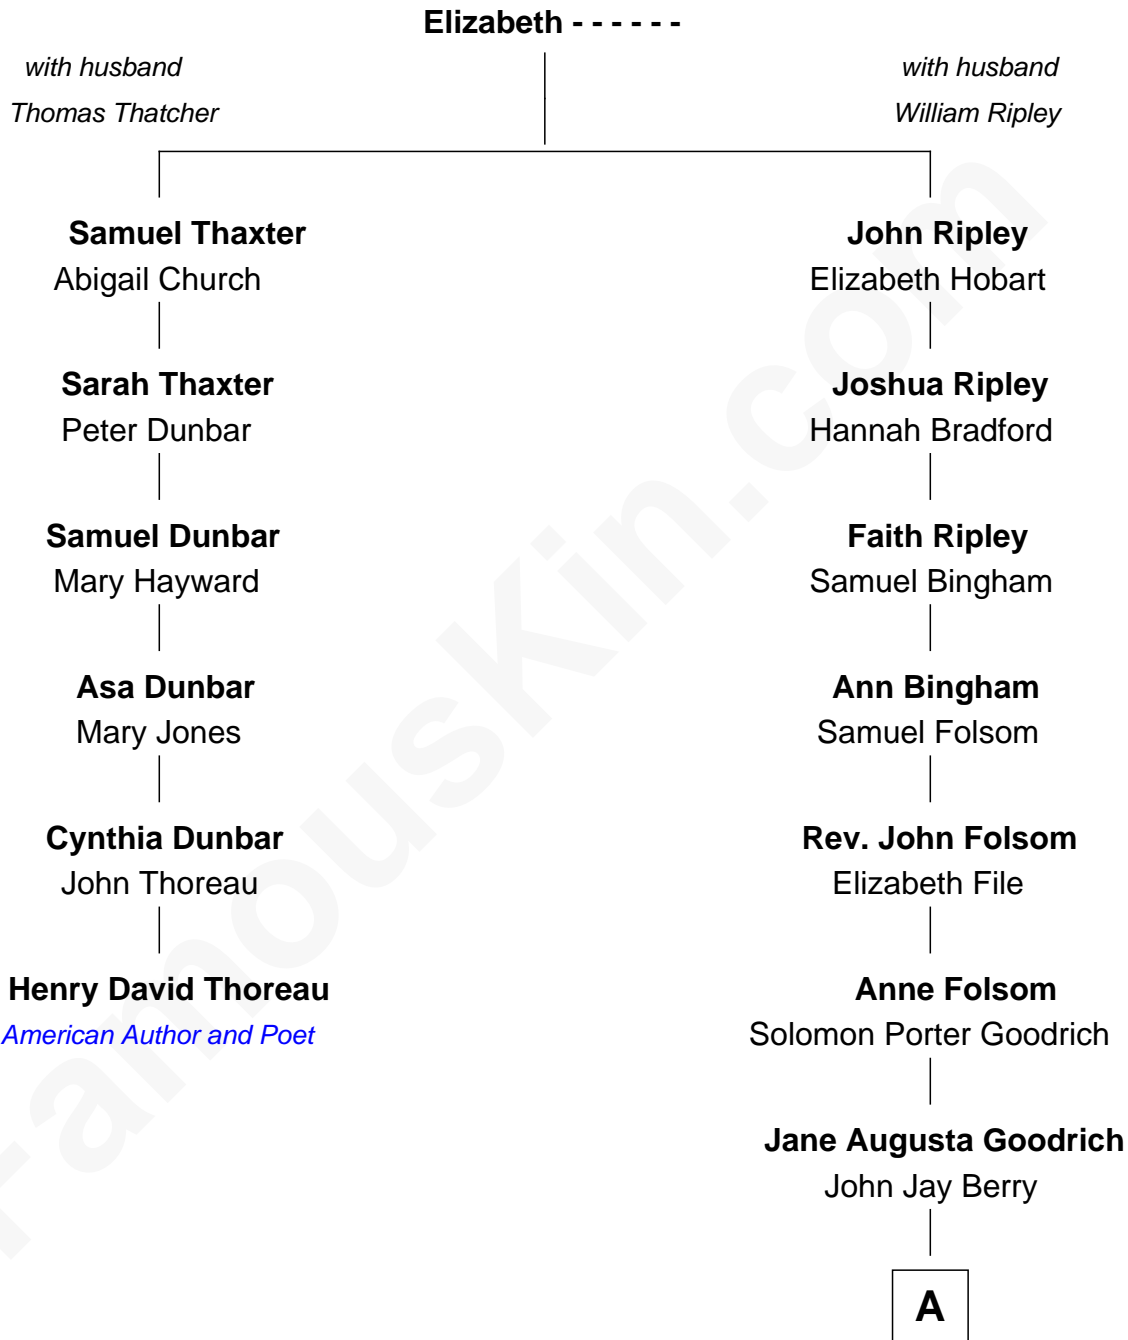 Elizabeth - - - - - -
with husband
Thomas Thatcher
with husband
William Ripley
Samuel Thaxter
Abigail Church
John Ripley
Elizabeth Hobart
Sarah Thaxter
Peter Dunbar
Joshua Ripley
Hannah Bradford
Samuel Dunbar
Mary Hayward
Faith Ripley
Samuel Bingham
Asa Dunbar
Mary Jones
Ann Bingham
Samuel Folsom
Cynthia Dunbar
John Thoreau
Rev. John Folsom
Elizabeth File
Henry David Thoreau
American Author and Poet
Anne Folsom
Solomon Porter Goodrich
Jane Augusta Goodrich
John Jay Berry
A
FamousKin.com